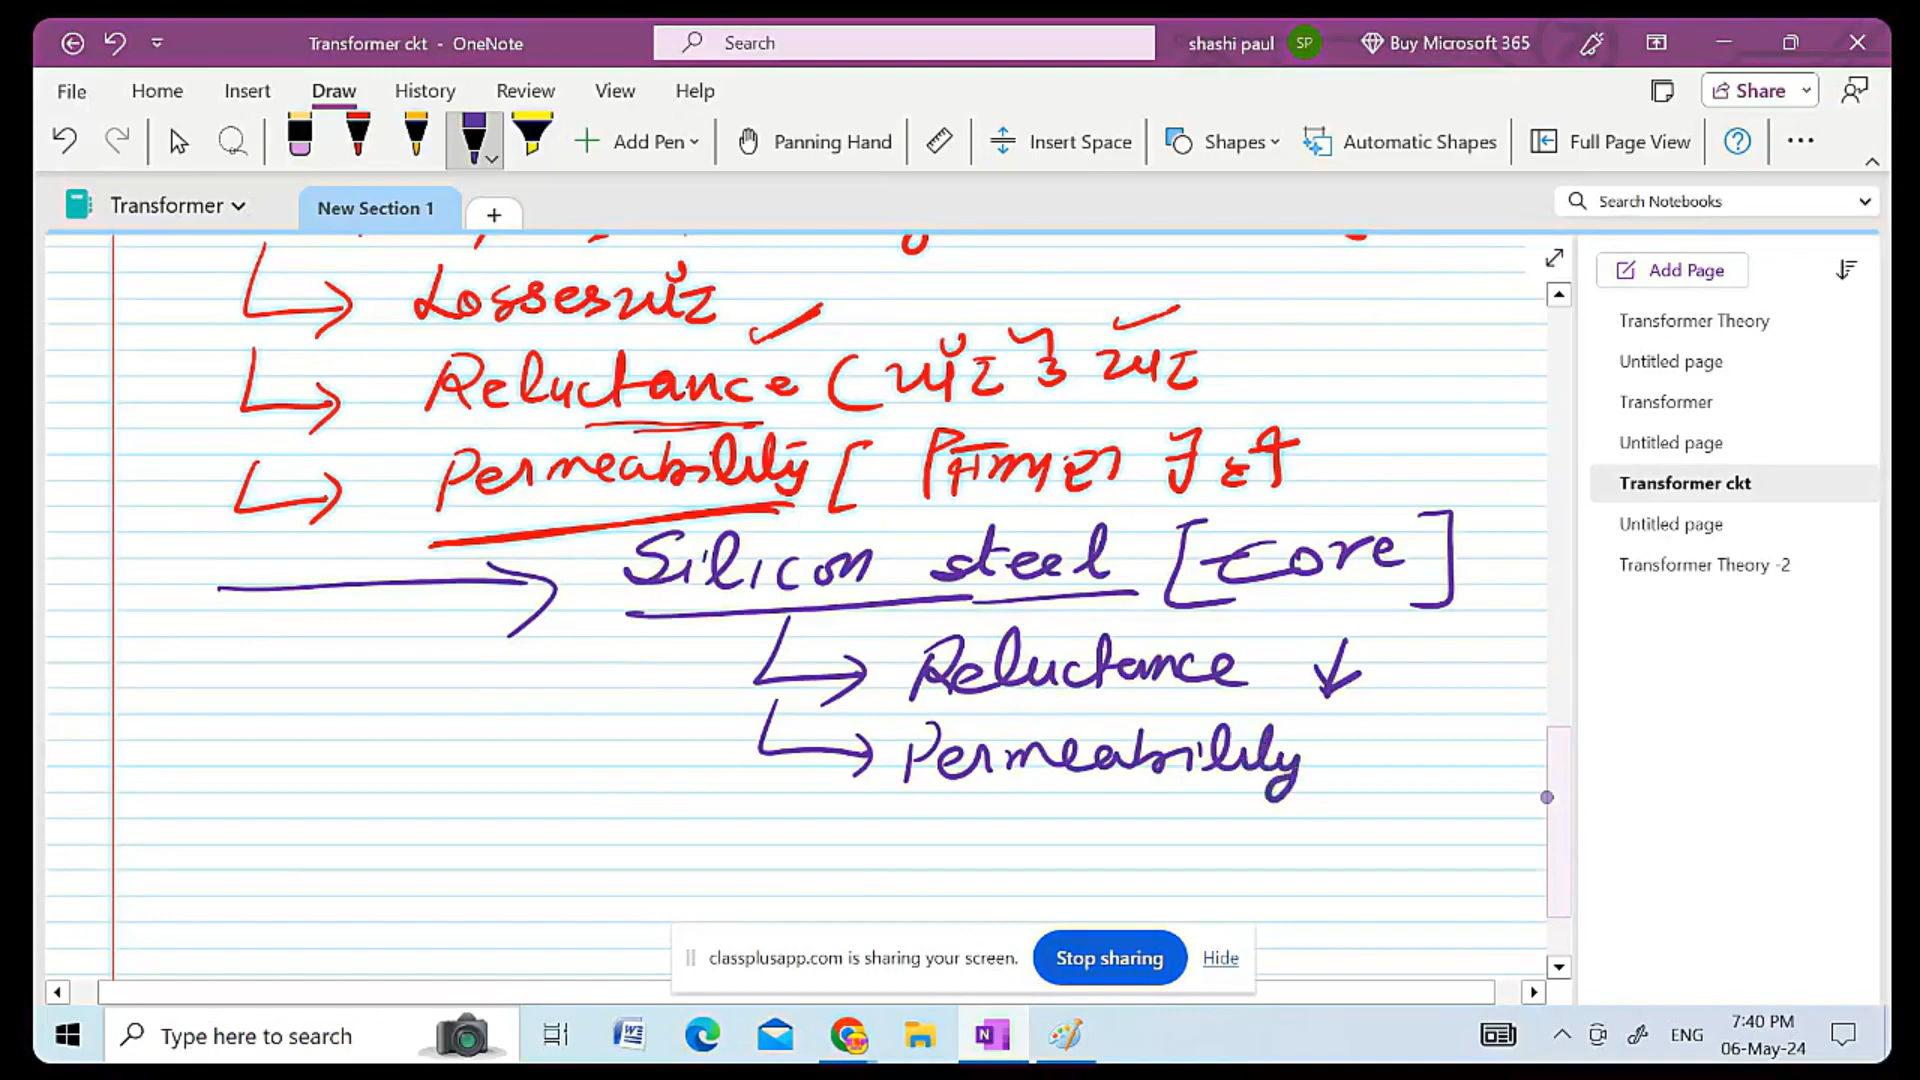 Transformer ckt - OneNote
Search
shashi paul
SP
Buy Microsoft 365
File
Home
Insert
Draw
History
Review
View
Help
Share
Add Pen
Panning Hand
Insert Space
Shapes
Automatic Shapes
Full Page View
Transformer
New Section 1
Search Notebooks
Losses
Reluctance (
Permeability [
Silicon steel [core]
Reluctance ↓
Permeability
Add Page
Transformer Theory
Untitled page
Transformer
Untitled page
Transformer ckt
Untitled page
Transformer Theory -2
classplusapp.com is sharing your screen.
Stop sharing
Hide
Type here to search
ENG
7:40 PM
06-May-24